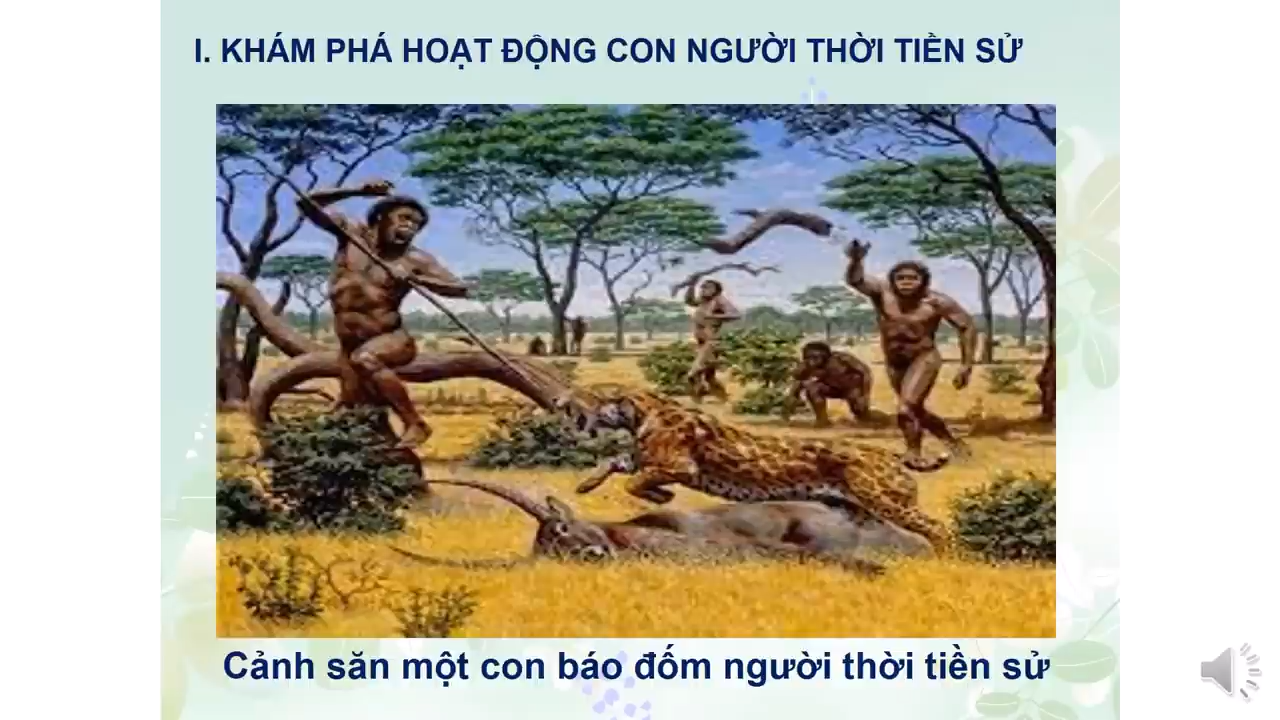 I. KHÁM PHÁ HOẠT ĐỘNG CON NGƯỜI THỜI TIỀN SỬ
Cảnh săn một con báo đốm người thời tiền sử